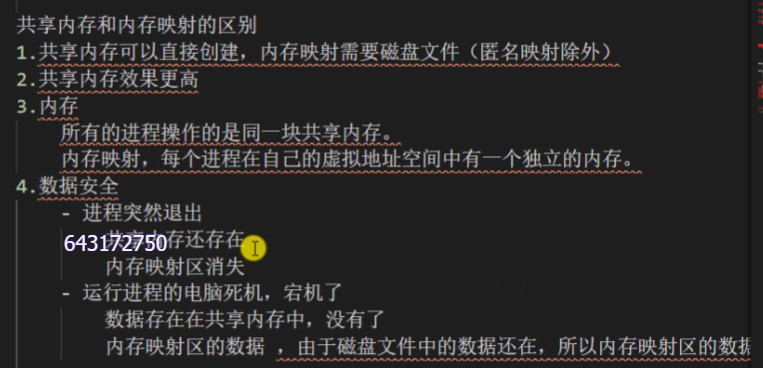 共享内存和内存映射的区别
1.共享内存可以直接创建，内存映射需要磁盘文件（匿名映射除外）
2.共享内存效果更高
3.内存
所有的进程操作的是同一块共享内存。
内存映射，每个进程在自己的虚拟地址空间中有一个独立的内存。
4.数据安全
- 进程突然退出
共享内存还存在
643172750
内存映射区消失
- 运行进程的电脑死机，宕机了
数据存在在共享内存中，没有了
内存映射区的数据 ，由于磁盘文件中的数据还在，所以内存映射区的数据